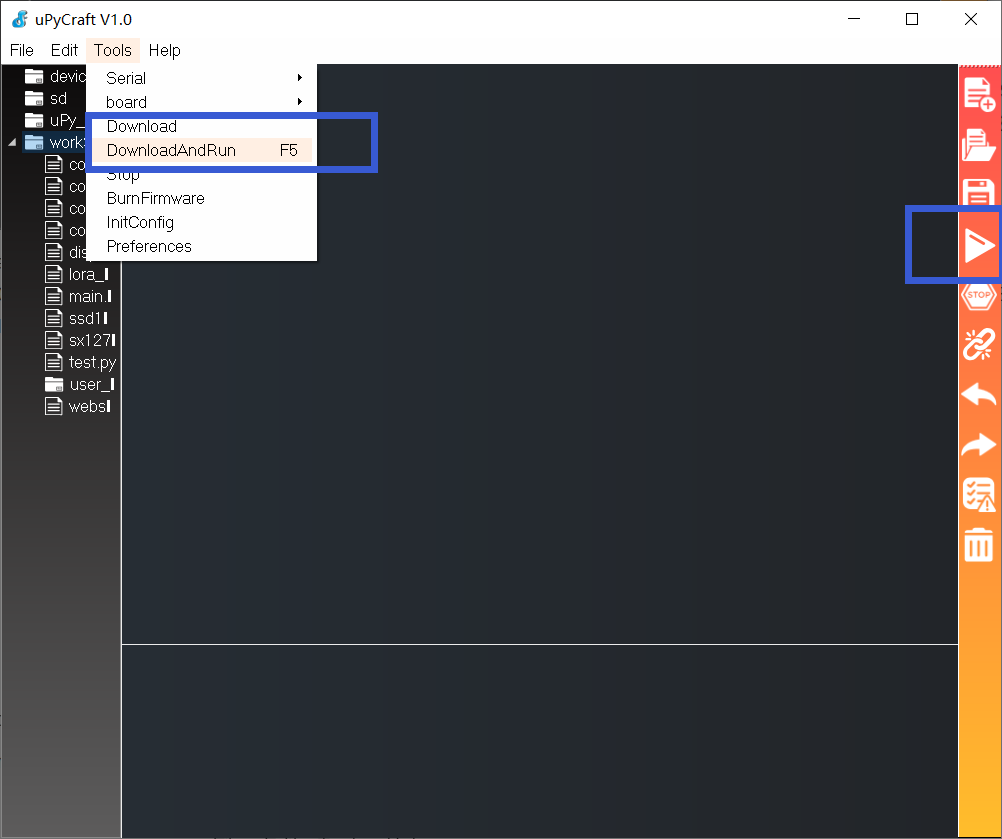 uPyCraft V1.0
File Edit Tools Help
Serial
board
Download
DownloadAndRun F5
Stop
BurnFirmware
InitConfig
Preferences
devic
sd
uPy_
work
co
co
co
co
dis
lora_
main.
ssd1
sx127
test.py
user_
webs
STOP